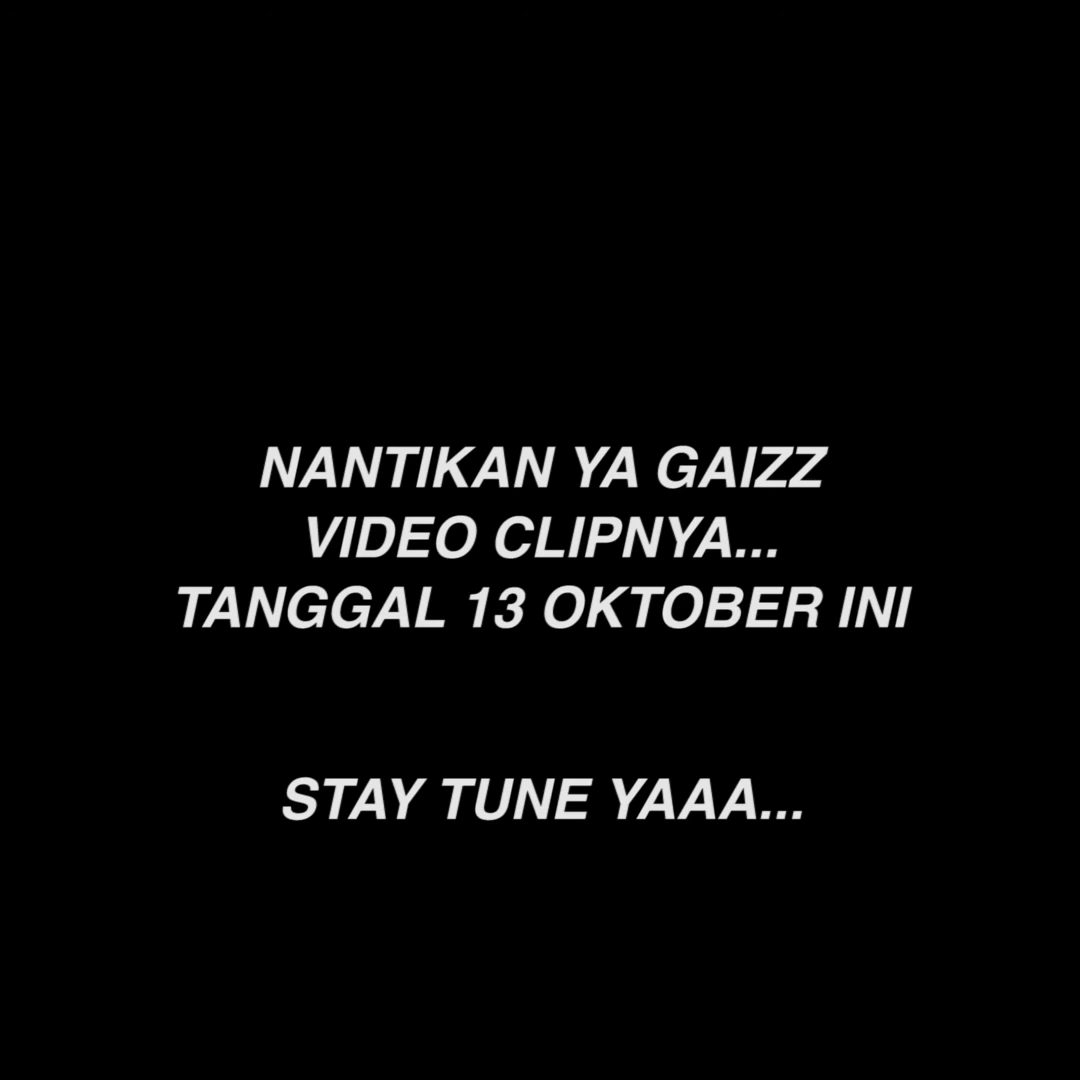 NANTIKAN YA GAIZZ
VIDEO CLIPNYA...
TANGGAL 13 OKTOBER INI
STAY TUNE YAAA...